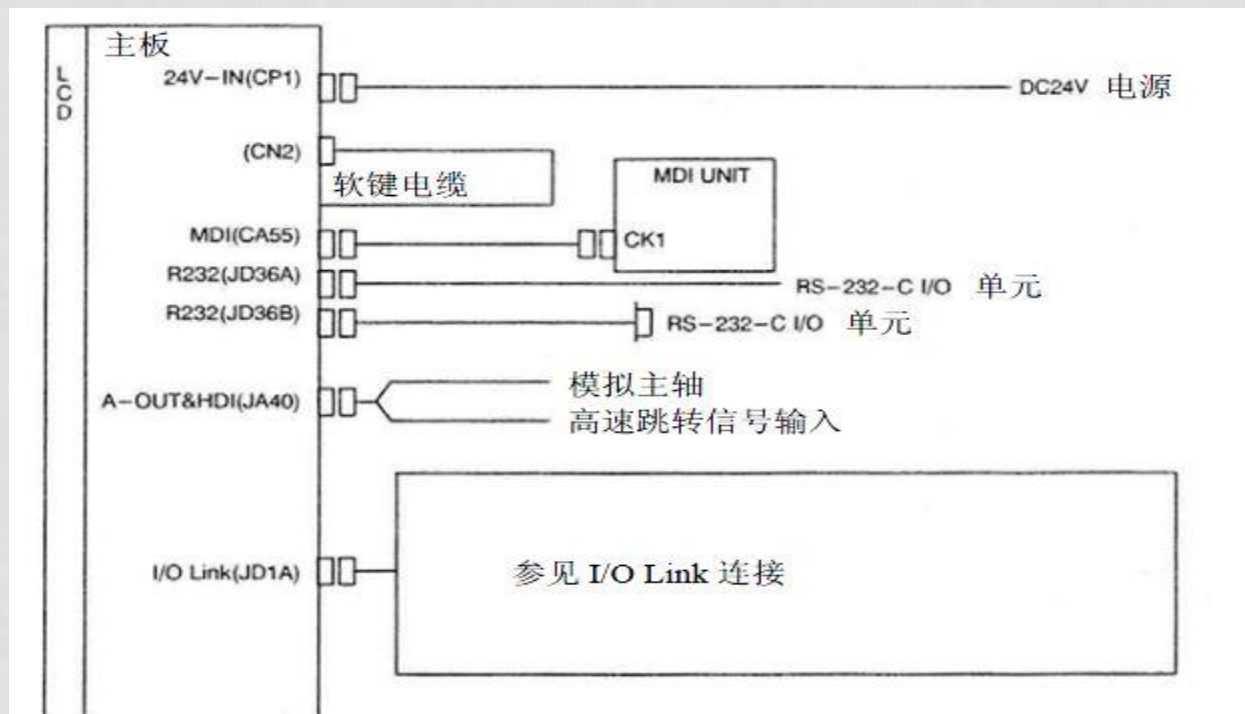 主板
LCD
24V-IN(CP1)
DC24V 电源
(CN2)
软键电缆
MDI UNIT
MDI(CA55)
CK1
R232(JD36A)
RS-232-C I/O 单元
R232(JD36B)
RS-232-C I/O 单元
A-OUT&HDI(JA40)
模拟主轴
高速跳转信号输入
I/O Link(JD1A)
参见 I/O Link 连接